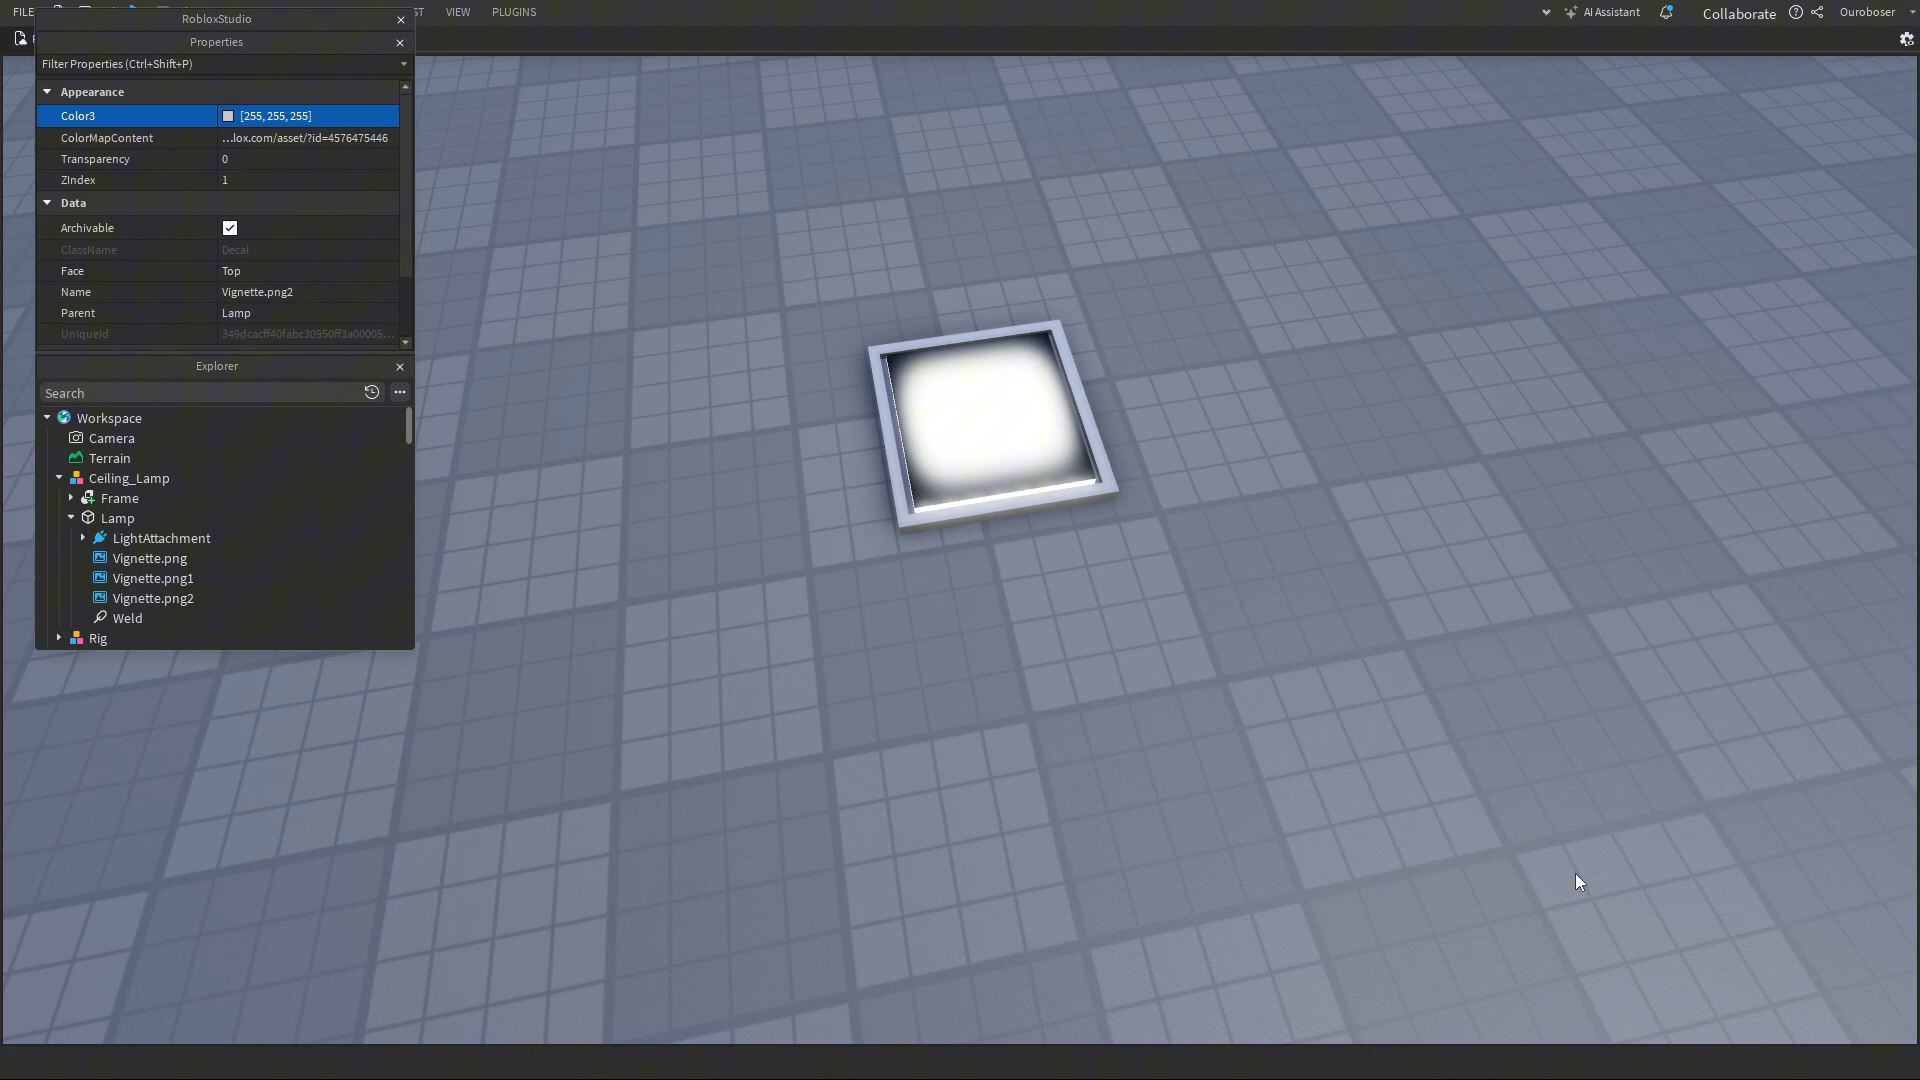 FILE
ST
VIEW
PLUGINS
AI Assistant
Collaborate
Ouroboser
RobloxStudio
Properties
Filter Properties (Ctrl+Shift+P)
Appearance
Color3 [255, 255, 255]
ColorMapContent ...lox.com/asset/?id=4576475446
Transparency 0
ZIndex 1
Data
Archivable
ClassName Decal
Face Top
Name Vignette.png2
Parent Lamp
UniqueId 349dcacff40fabc30950ff3a00005...
Explorer
Search
Workspace
Camera
Terrain
Ceiling_Lamp
Frame
Lamp
LightAttachment
Vignette.png
Vignette.png1
Vignette.png2
Weld
Rig